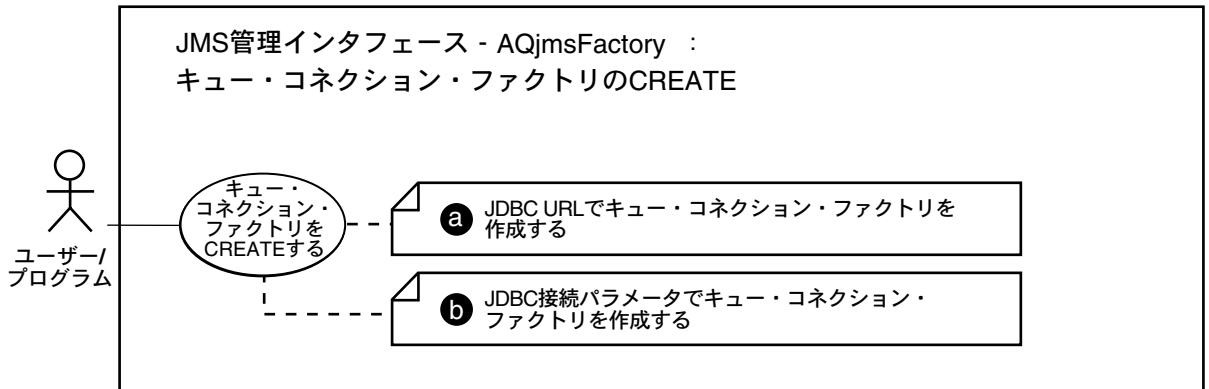 JMS管理インタフェース - AQjmsFactory ：
キュー・コネクション・ファクトリのCREATE
ユーザー/
プログラム
キュー・
コネクション・
ファクトリを
CREATEする
a JDBC URLでキュー・コネクション・ファクトリを
作成する
b JDBC接続パラメータでキュー・コネクション・
ファクトリを作成する